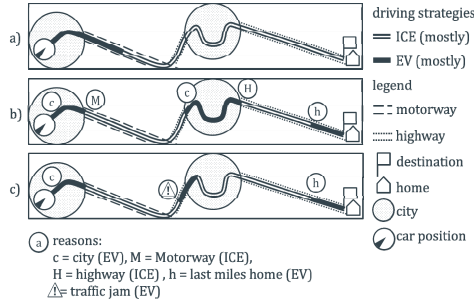 driving strategies
ICE (mostly)
EV (mostly)
legend
motorway
highway
destination
home
city
car position
a)
b)
c M c H h
c)
c h
a reasons:
c = city (EV), M = Motorway (ICE),
H = highway (ICE) , h = last miles home (EV)
= traffic jam (EV)